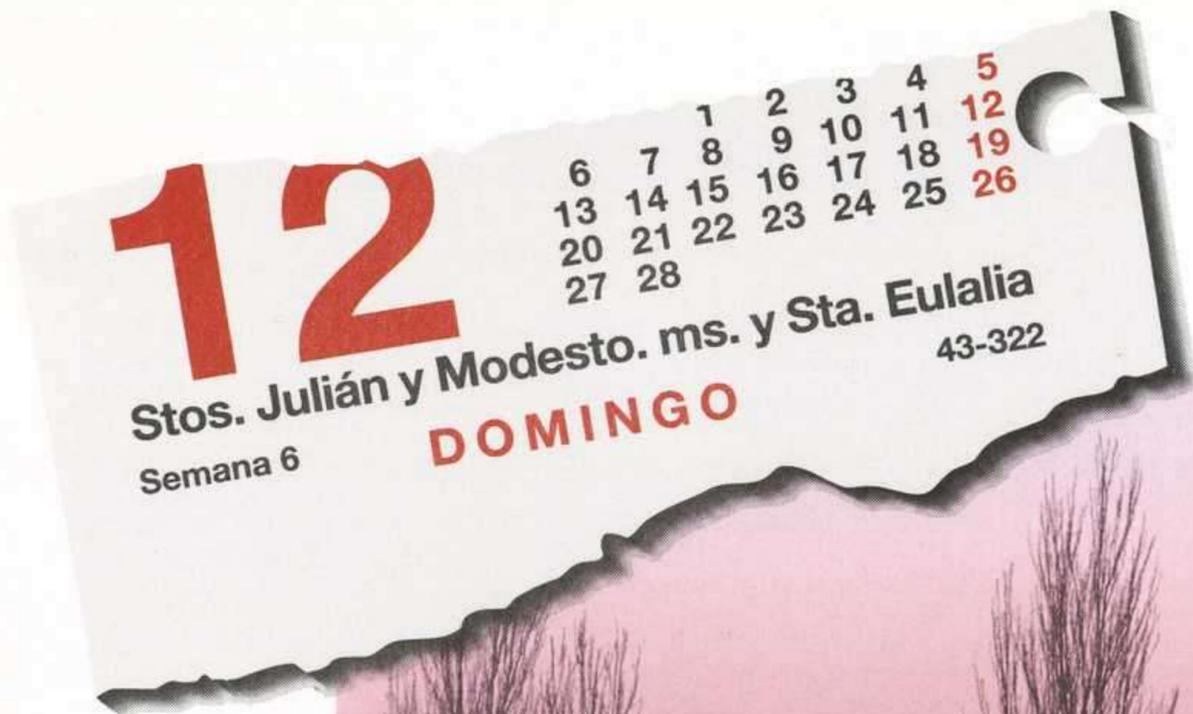 12
1 2 3 4 5
6 7 8 9 10 11 12
13 14 15 16 17 18 19
20 21 22 23 24 25 26
27 28
Stos. Julián y Modesto. ms. y Sta. Eulalia
43-322
Semana 6
DOMINGO